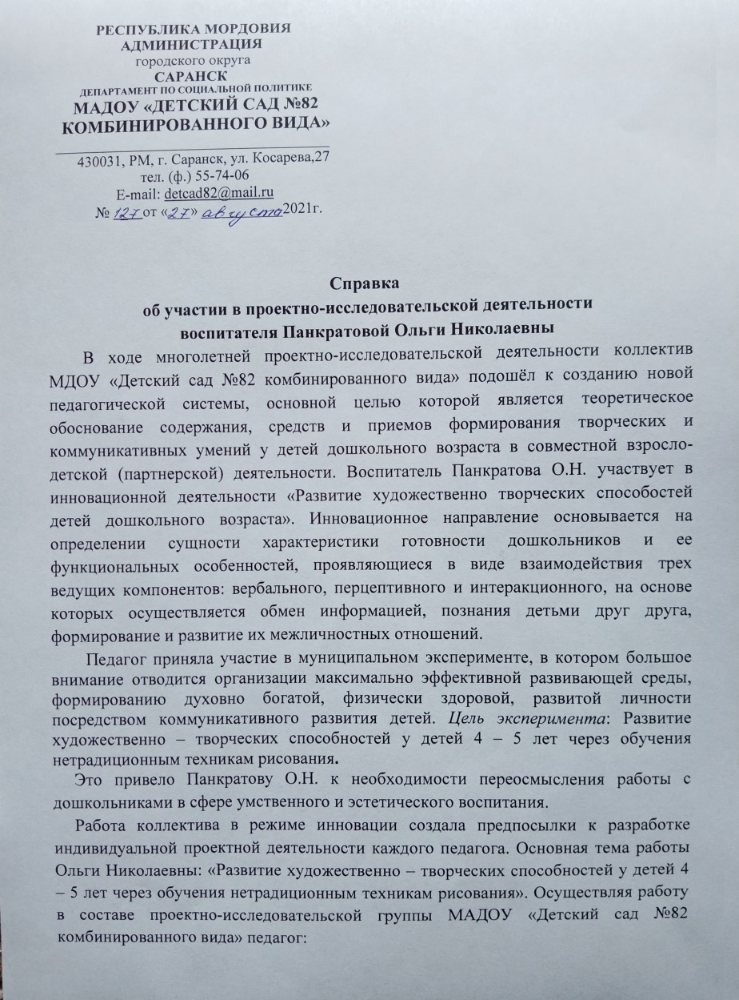 РЕСПУБЛИКА МОРДОВИЯ
АДМИНИСТРАЦИЯ
городского округа
САРАНСК
ДЕПАРТАМЕНТ ПО СОЦИАЛЬНОЙ ПОЛИТИКЕ
МАДОУ «ДЕТСКИЙ САД №82
КОМБИНИРОВАННОГО ВИДА»
430031, РМ, г. Саранск, ул. Косарева,27
тел. (ф.) 55-74-06
E-mail: detcad82@mail.ru
№ 127 от «27» августа 2021г.
Справка
об участии в проектно-исследовательской деятельности
воспитателя Панкратовой Ольги Николаевны
В ходе многолетней проектно-исследовательской деятельности коллектив
МДОУ «Детский сад №82 комбинированного вида» подошёл к созданию новой
педагогической системы, основной целью которой является теоретическое
обоснование содержания, средств и приемов формирования творческих и
коммуникативных умений у детей дошкольного возраста в совместной взросло-
детской (партнерской) деятельности. Воспитатель Панкратова О.Н. участвует в
инновационной деятельности «Развитие художественно творческих способостей
детей дошкольного возраста». Инновационное направление основывается на
определении сущности характеристики готовности дошкольников и ее
функциональных особенностей, проявляющиеся в виде взаимодействия трех
ведущих компонентов: вербального, перцептивного и интеракционного, на основе
которых осуществляется обмен информацией, познания детьми друг друга,
формирование и развитие их межличностных отношений.
Педагог приняла участие в муниципальном эксперименте, в котором большое
внимание отводится организации максимально эффективной развивающей среды,
формированию духовно богатой, физически здоровой, развитой личности
посредством коммуникативного развития детей. Цель эксперимента: Развитие
художественно – творческих способностей у детей 4 – 5 лет через обучения
нетрадиционным техникам рисования.
Это привело Панкратову О.Н. к необходимости переосмысления работы с
дошкольниками в сфере умственного и эстетического воспитания.
Работа коллектива в режиме инновации создала предпосылки к разработке
индивидуальной проектной деятельности каждого педагога. Основная тема работы
Ольги Николаевны: «Развитие художественно – творческих способностей у детей 4
– 5 лет через обучения нетрадиционным техникам рисования». Осуществляя работу
в составе проектно-исследовательской группы МАДОУ «Детский сад №82
комбинированного вида» педагог: